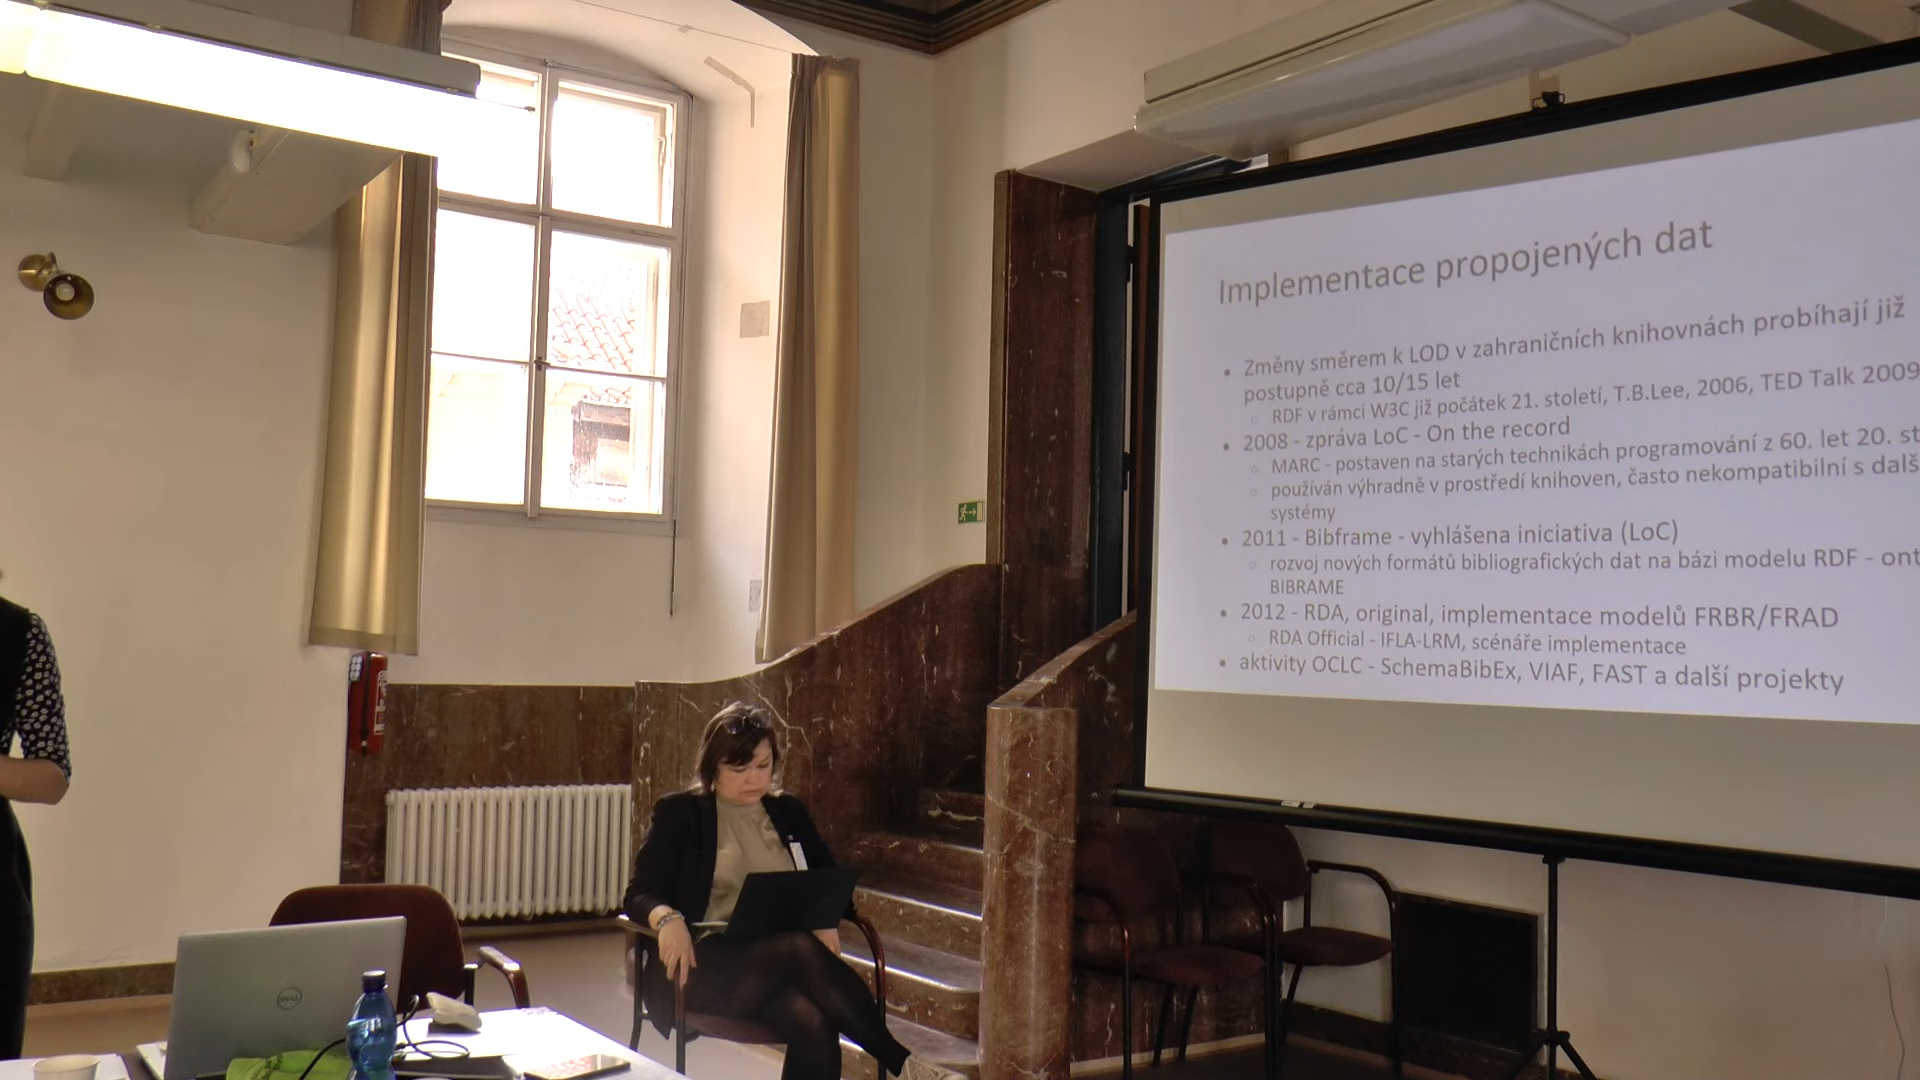 Implementace propojených dat
• Změny směrem k LOD v zahraničních knihovnách probíhají již
postupně cca 10/15 let
○ RDF v rámci W3C již počátek 21. století, T.B.Lee, 2006, TED Talk 2009
• 2008 - zpráva LoC - On the record
○ MARC - postaven na starých technikách programování z 60. let 20. st
○ používán výhradně v prostředí knihoven, často nekompatibilní s dalš
systémy
• 2011 - Bibframe - vyhlášena iniciativa (LoC)
○ rozvoj nových formátů bibliografických dat na bázi modelu RDF - ont
BIBRAME
• 2012 - RDA, original, implementace modelů FRBR/FRAD
○ RDA Official - IFLA-LRM, scénáře implementace
• aktivity OCLC - SchemaBibEx, VIAF, FAST a další projekty
DELL